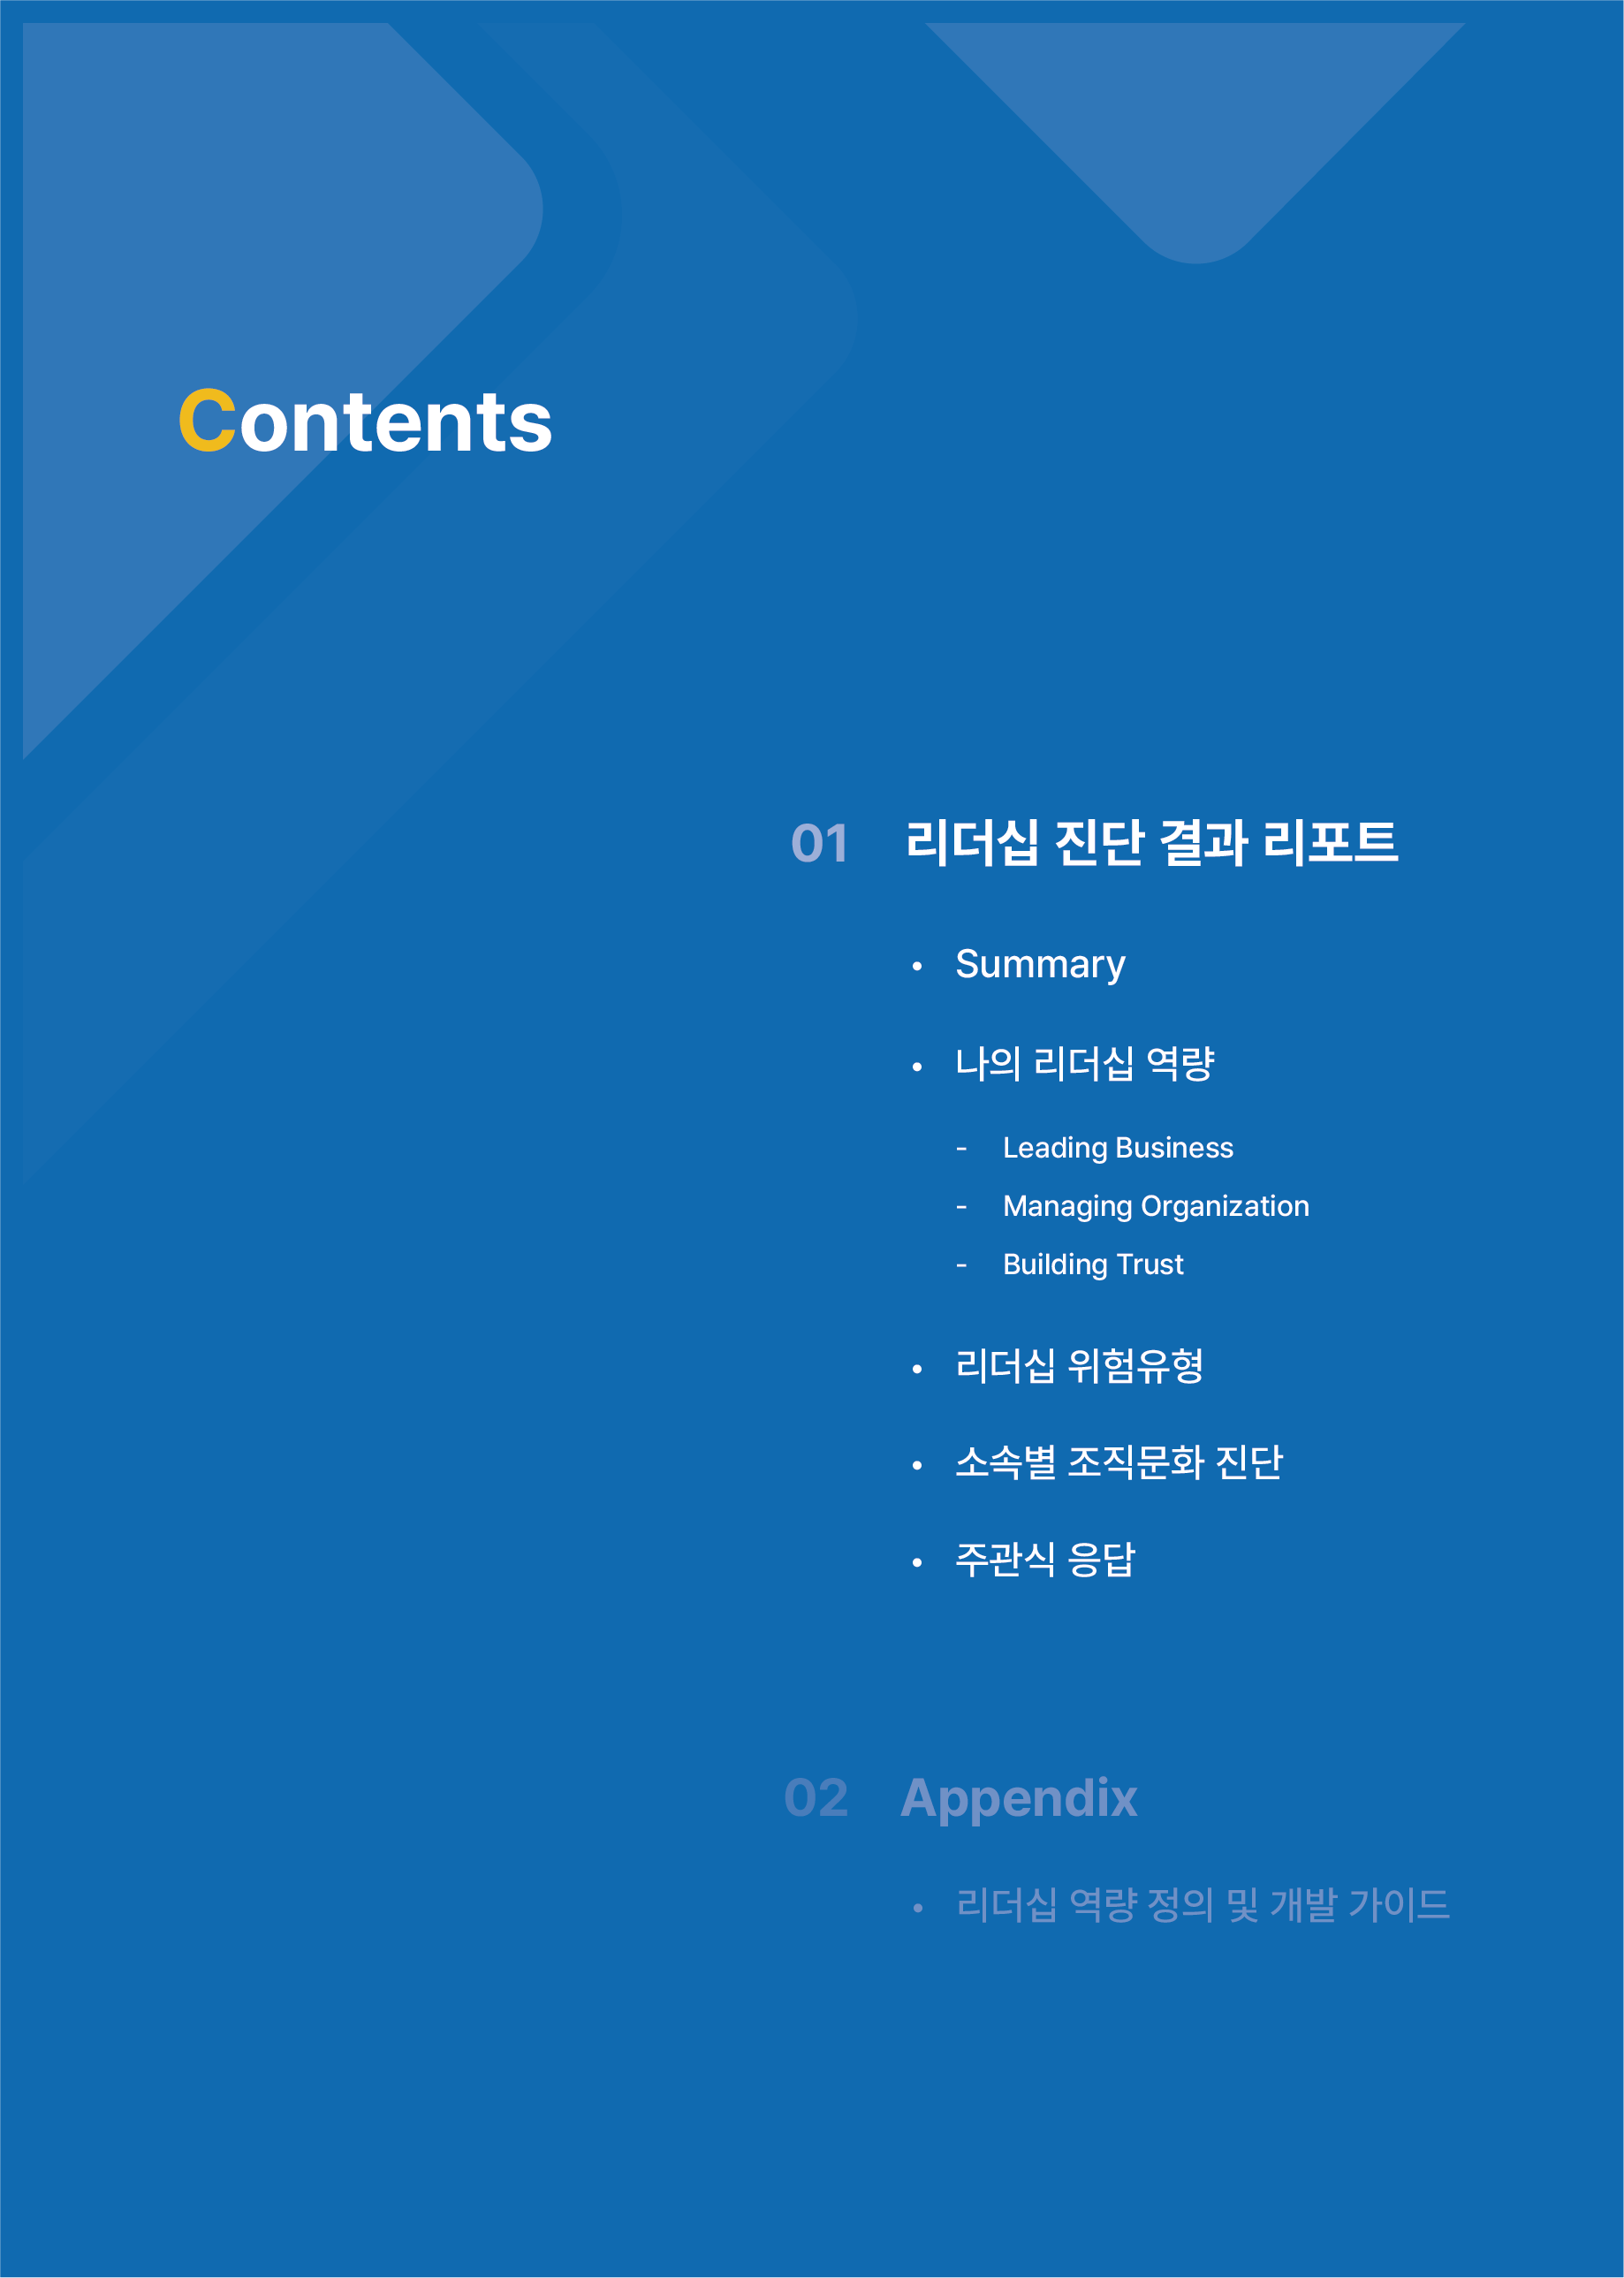 Contents
01 리더십 진단 결과 리포트
• Summary
• 나의 리더십 역량
- Leading Business
- Managing Organization
- Building Trust
• 리더십 위험유형
• 소속별 조직문화 진단
• 주관식 응답
02 Appendix
• 리더십 역량 정의 및 개발 가이드